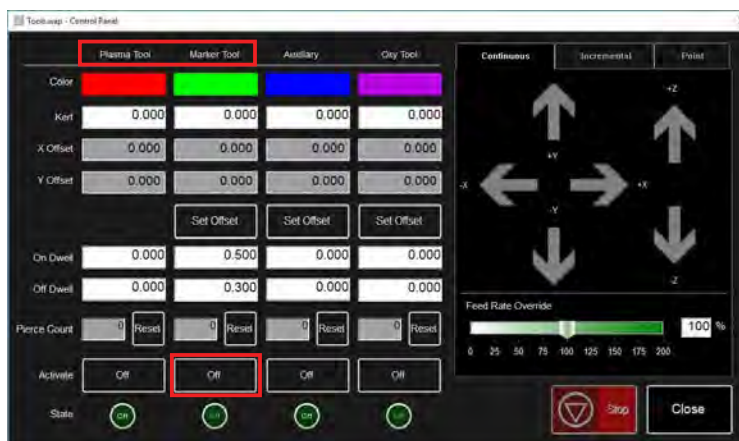 Tools.wap - Control Panel
Plasma Tool Marker Tool Auxiliary Oxy Tool
Color
Kerf 0.000 0.000 0.000 0.000
X Offset 0.000 0.000 0.000 0.000
Y Offset 0.000 0.000 0.000 0.000
Set Offset Set Offset Set Offset
On Dwell 0.000 0.500 0.000 0.000
Off Dwell 0.000 0.300 0.000 0.000
Pierce Count 0 Reset 0 Reset 0 Reset 0 Reset
Activate Off Off Off Off
State Off Off Off Off
Continuous Incremental Point
+Z
+Y
-X +X
-Y
-Z
Feed Rate Override
100 %
0 25 50 75 100 125 150 175 200
Stop Close